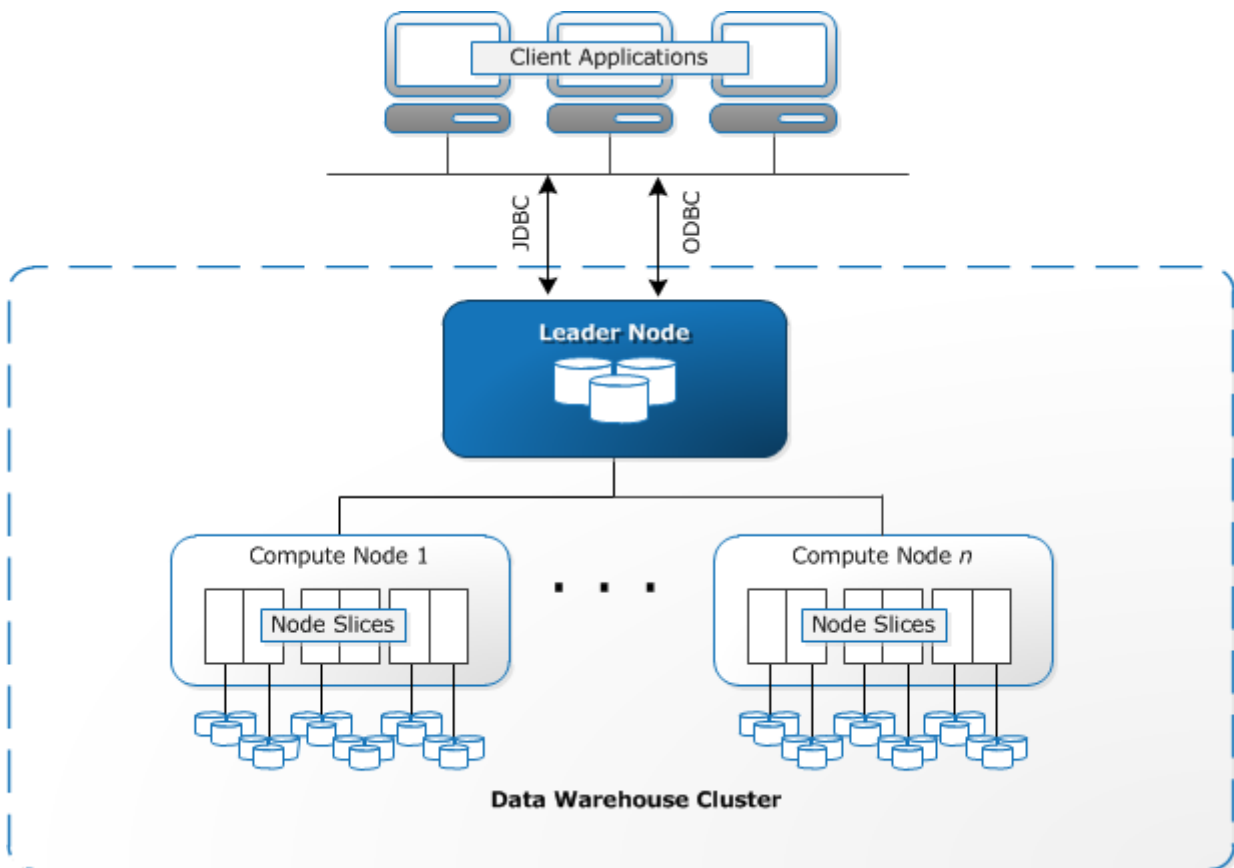 Client Applications
JDBC
ODBC
Leader Node
Compute Node 1
Compute Node n
Node Slices
Node Slices
Data Warehouse Cluster